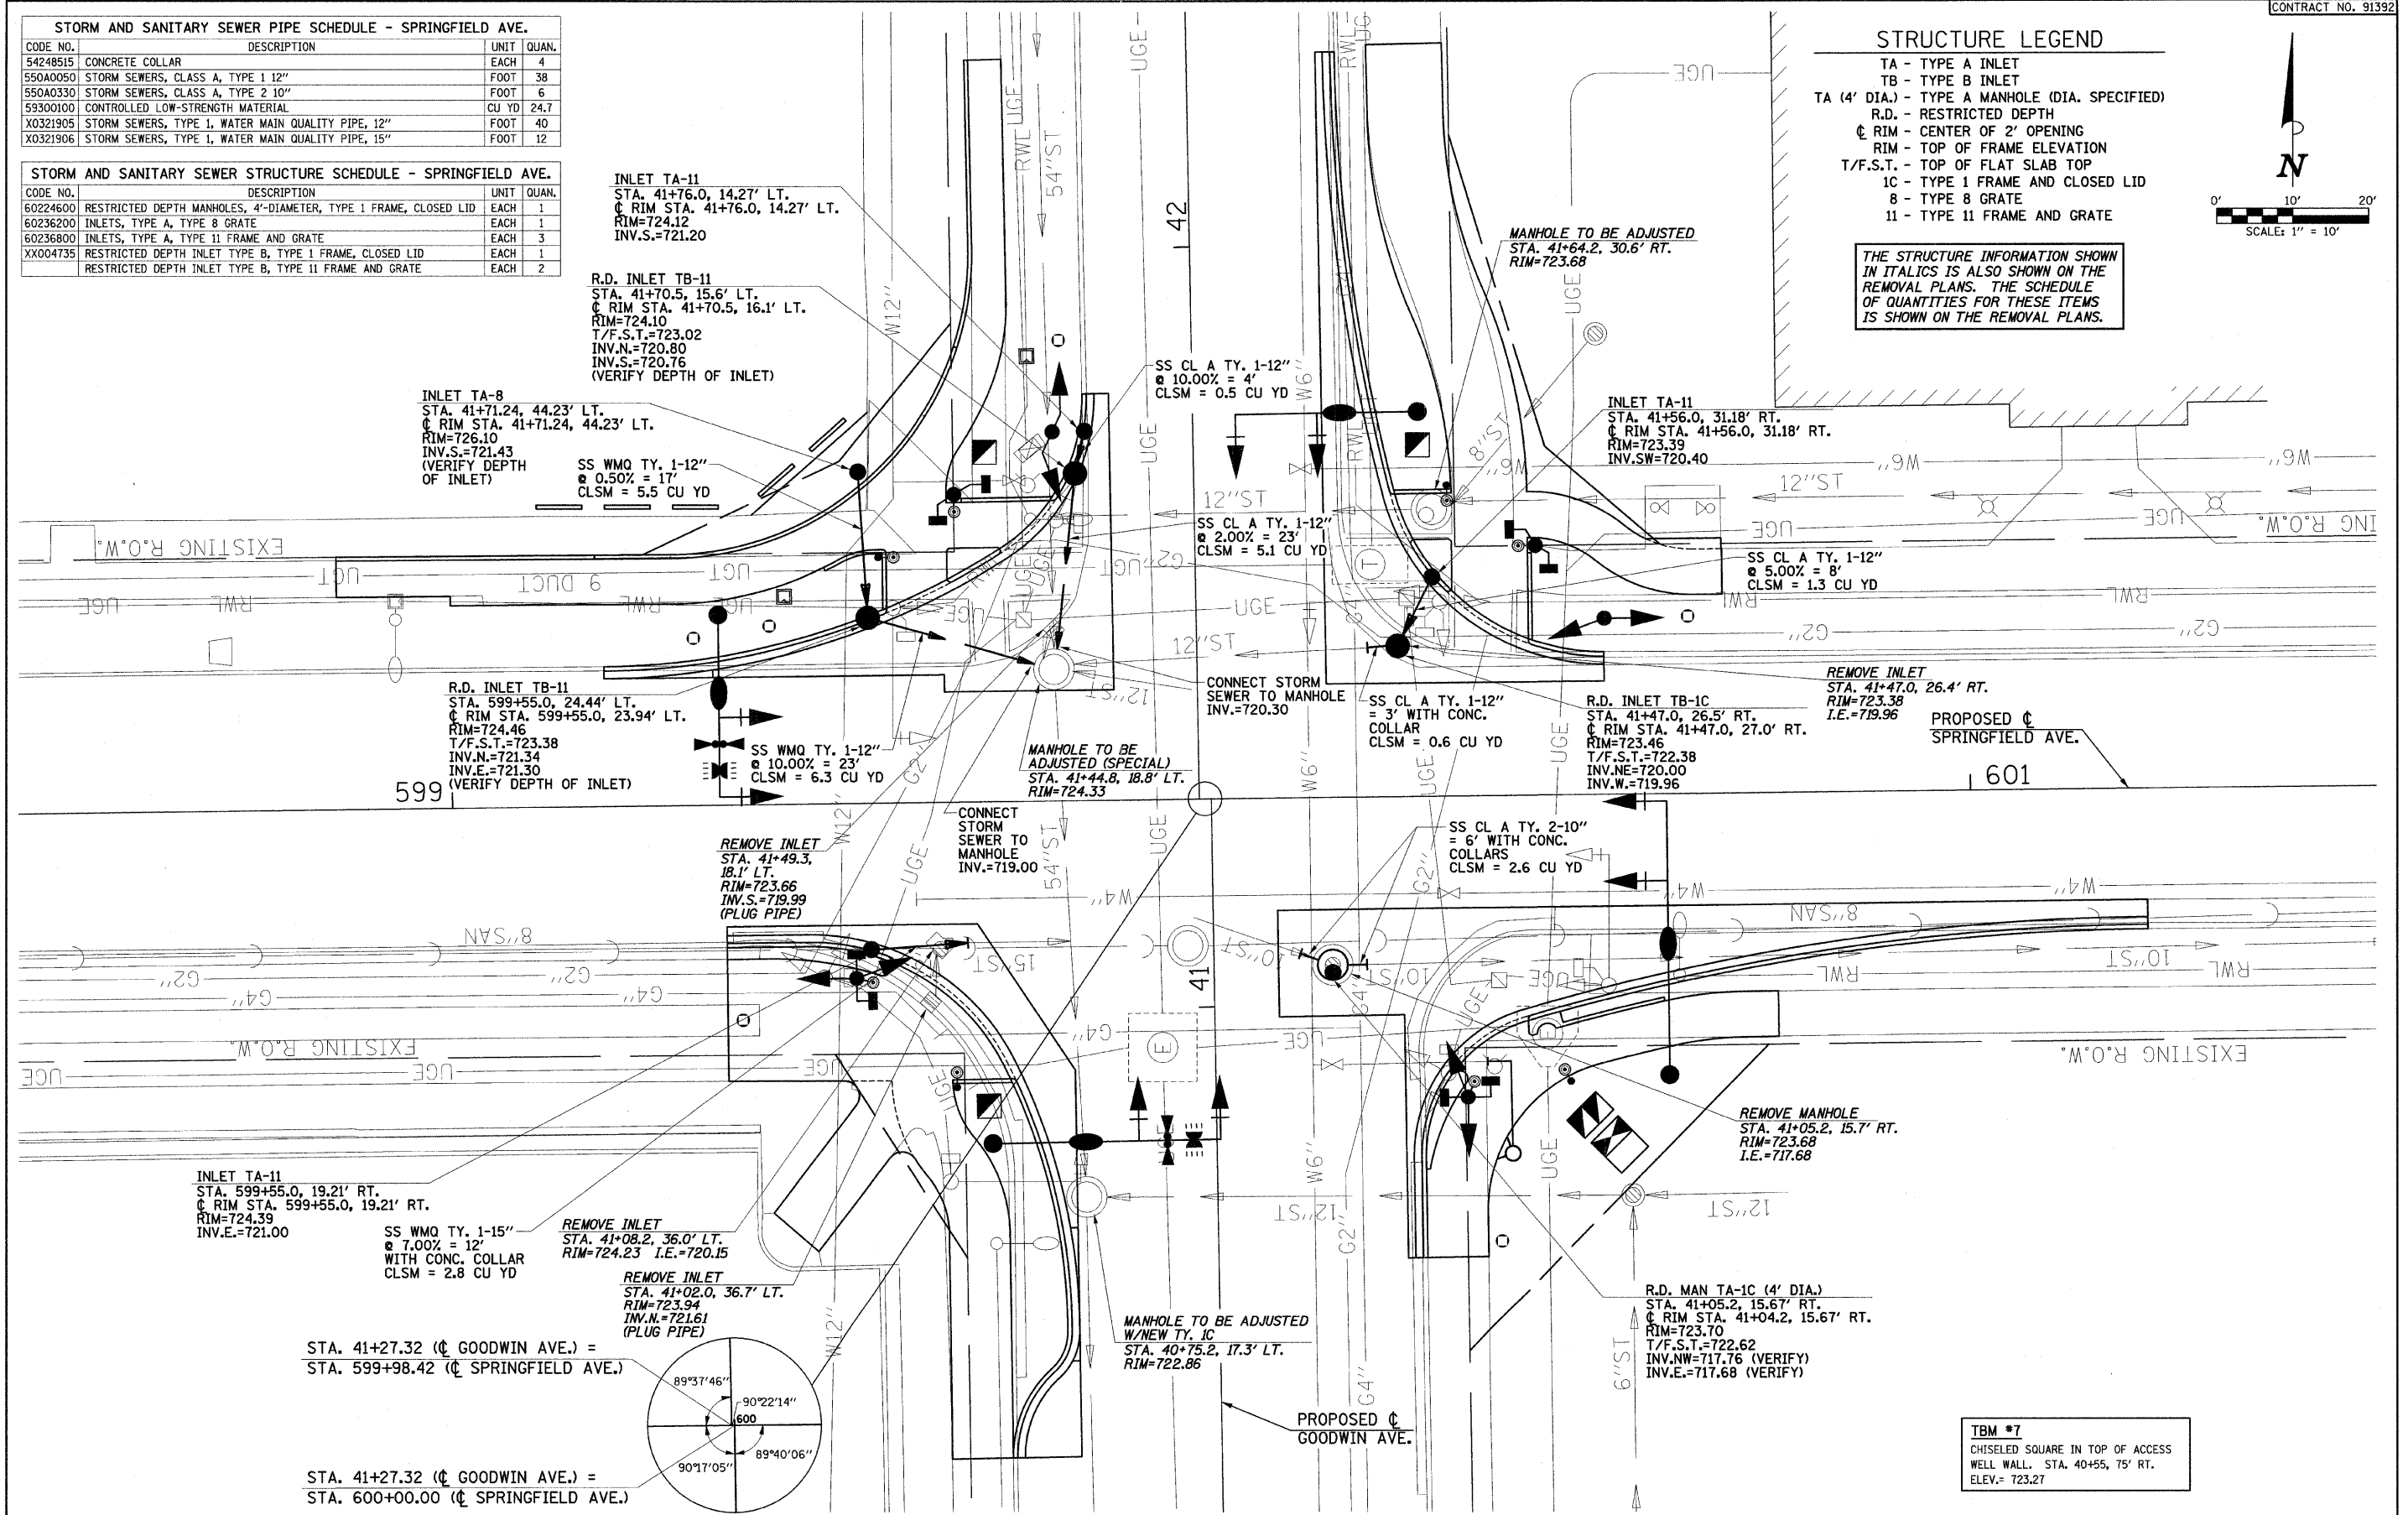 CONTRACT NO. 91392
STORM AND SANITARY SEWER PIPE SCHEDULE - SPRINGFIELD AVE.
CODE NO. DESCRIPTION UNIT QUAN.
54248515 CONCRETE COLLAR EACH 4
550A0050 STORM SEWERS, CLASS A, TYPE 1 12" FOOT 38
550A0330 STORM SEWERS, CLASS A, TYPE 2 10" FOOT 6
59300100 CONTROLLED LOW-STRENGTH MATERIAL CU YD 24.7
X0321905 STORM SEWERS, TYPE 1, WATER MAIN QUALITY PIPE, 12" FOOT 40
X0321906 STORM SEWERS, TYPE 1, WATER MAIN QUALITY PIPE, 15" FOOT 12
STORM AND SANITARY SEWER STRUCTURE SCHEDULE - SPRINGFIELD AVE.
CODE NO. DESCRIPTION UNIT QUAN.
60224600 RESTRICTED DEPTH MANHOLES, 4'-DIAMETER, TYPE 1 FRAME, CLOSED LID EACH 1
60236200 INLETS, TYPE A, TYPE 8 GRATE EACH 1
60236800 INLETS, TYPE A, TYPE 11 FRAME AND GRATE EACH 3
XX004735 RESTRICTED DEPTH INLET TYPE B, TYPE 1 FRAME, CLOSED LID EACH 1
RESTRICTED DEPTH INLET TYPE B, TYPE 11 FRAME AND GRATE EACH 2
STRUCTURE LEGEND
TA - TYPE A INLET
TB - TYPE B INLET
TA (4' DIA.) - TYPE A MANHOLE (DIA. SPECIFIED)
R.D. - RESTRICTED DEPTH
℄ RIM - CENTER OF 2' OPENING
RIM - TOP OF FRAME ELEVATION
T/F.S.T. - TOP OF FLAT SLAB TOP
1C - TYPE 1 FRAME AND CLOSED LID
8 - TYPE 8 GRATE
11 - TYPE 11 FRAME AND GRATE
N
0' 10' 20'
SCALE: 1" = 10'
THE STRUCTURE INFORMATION SHOWN
IN ITALICS IS ALSO SHOWN ON THE
REMOVAL PLANS. THE SCHEDULE
OF QUANTITIES FOR THESE ITEMS
IS SHOWN ON THE REMOVAL PLANS.
INLET TA-11
STA. 41+76.0, 14.27' LT.
℄ RIM STA. 41+76.0, 14.27' LT.
RIM=724.12
INV.S.=721.20
R.D. INLET TB-11
STA. 41+70.5, 15.6' LT.
℄ RIM STA. 41+70.5, 16.1' LT.
RIM=724.10
T/F.S.T.=723.02
INV.N.=720.80
INV.S.=720.76
(VERIFY DEPTH OF INLET)
INLET TA-8
STA. 41+71.24, 44.23' LT.
℄ RIM STA. 41+71.24, 44.23' LT.
RIM=726.10
INV.S.=721.43
(VERIFY DEPTH
OF INLET)
SS WMQ TY. 1-12"
@ 0.50% = 17'
CLSM = 5.5 CU YD
SS CL A TY. 1-12"
@ 10.00% = 4'
CLSM = 0.5 CU YD
MANHOLE TO BE ADJUSTED
STA. 41+64.2, 30.6' RT.
RIM=723.68
INLET TA-11
STA. 41+56.0, 31.18' RT.
℄ RIM STA. 41+56.0, 31.18' RT.
RIM=723.39
INV.SW=720.40
SS CL A TY. 1-12"
@ 2.00% = 23'
CLSM = 5.1 CU YD
SS CL A TY. 1-12"
@ 5.00% = 8'
CLSM = 1.3 CU YD
R.D. INLET TB-11
STA. 599+55.0, 24.44' LT.
℄ RIM STA. 599+55.0, 23.94' LT.
RIM=724.46
T/F.S.T.=723.38
INV.N.=721.34
INV.E.=721.30
(VERIFY DEPTH OF INLET)
SS WMQ TY. 1-12"
@ 10.00% = 23'
CLSM = 6.3 CU YD
MANHOLE TO BE
ADJUSTED (SPECIAL)
STA. 41+44.8, 18.8' LT.
RIM=724.33
CONNECT STORM
SEWER TO MANHOLE
INV.=720.30
SS CL A TY. 1-12"
= 3' WITH CONC.
COLLAR
CLSM = 0.6 CU YD
R.D. INLET TB-1C
STA. 41+47.0, 26.5' RT.
℄ RIM STA. 41+47.0, 27.0' RT.
RIM=723.46
T/F.S.T.=722.38
INV.NE=720.00
INV.W.=719.96
REMOVE INLET
STA. 41+47.0, 26.4' RT.
RIM=723.38
I.E.=719.96
PROPOSED ℄
SPRINGFIELD AVE.
599
601
42
41
CONNECT
STORM
SEWER TO
MANHOLE
INV.=719.00
REMOVE INLET
STA. 41+49.3,
18.1' LT.
RIM=723.66
INV.S.=719.99
(PLUG PIPE)
SS CL A TY. 2-10"
= 6' WITH CONC.
COLLARS
CLSM = 2.6 CU YD
EXISTING R.O.W.
9 DUCT
EXISTING R.O.W.
EXISTING R.O.W.
8"SAN
8"SAN
15"ST
54"ST
54"ST
INLET TA-11
STA. 599+55.0, 19.21' RT.
℄ RIM STA. 599+55.0, 19.21' RT.
RIM=724.39
INV.E.=721.00
SS WMQ TY. 1-15"
@ 7.00% = 12'
WITH CONC. COLLAR
CLSM = 2.8 CU YD
REMOVE INLET
STA. 41+08.2, 36.0' LT.
RIM=724.23 I.E.=720.15
REMOVE INLET
STA. 41+02.0, 36.7' LT.
RIM=723.94
INV.N.=721.61
(PLUG PIPE)
MANHOLE TO BE ADJUSTED
W/NEW TY. 1C
STA. 40+75.2, 17.3' LT.
RIM=722.86
REMOVE MANHOLE
STA. 41+05.2, 15.7' RT.
RIM=723.68
I.E.=717.68
R.D. MAN TA-1C (4' DIA.)
STA. 41+05.2, 15.67' RT.
℄ RIM STA. 41+04.2, 15.67' RT.
RIM=723.70
T/F.S.T.=722.62
INV.NW=717.76 (VERIFY)
INV.E.=717.68 (VERIFY)
STA. 41+27.32 (℄ GOODWIN AVE.) =
STA. 599+98.42 (℄ SPRINGFIELD AVE.)
89°37'46"
90°22'14"
600
89°40'06"
90°17'05"
STA. 41+27.32 (℄ GOODWIN AVE.) =
STA. 600+00.00 (℄ SPRINGFIELD AVE.)
PROPOSED ℄
GOODWIN AVE.
6"ST
TBM #7
CHISELED SQUARE IN TOP OF ACCESS
WELL WALL. STA. 40+55, 75' RT.
ELEV.= 723.27